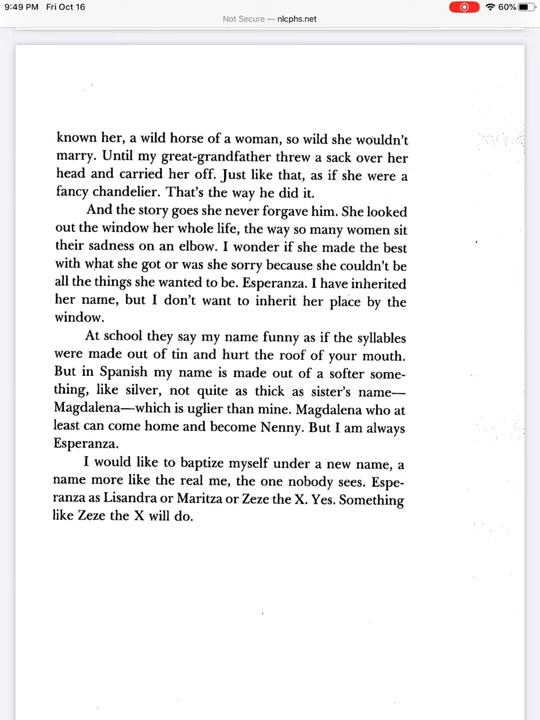 9:49 PM Fri Oct 16
60%
Not Secure — nlcphs.net
known her, a wild horse of a woman, so wild she wouldn't
marry. Until my great-grandfather threw a sack over her
head and carried her off. Just like that, as if she were a
fancy chandelier. That's the way he did it.
And the story goes she never forgave him. She looked
out the window her whole life, the way so many women sit
their sadness on an elbow. I wonder if she made the best
with what she got or was she sorry because she couldn't be
all the things she wanted to be. Esperanza. I have inherited
her name, but I don't want to inherit her place by the
window.
At school they say my name funny as if the syllables
were made out of tin and hurt the roof of your mouth.
But in Spanish my name is made out of a softer some-
thing, like silver, not quite as thick as sister's name—
Magdalena—which is uglier than mine. Magdalena who at
least can come home and become Nenny. But I am always
Esperanza.
I would like to baptize myself under a new name, a
name more like the real me, the one nobody sees. Espe-
ranza as Lisandra or Maritza or Zeze the X. Yes. Something
like Zeze the X will do.